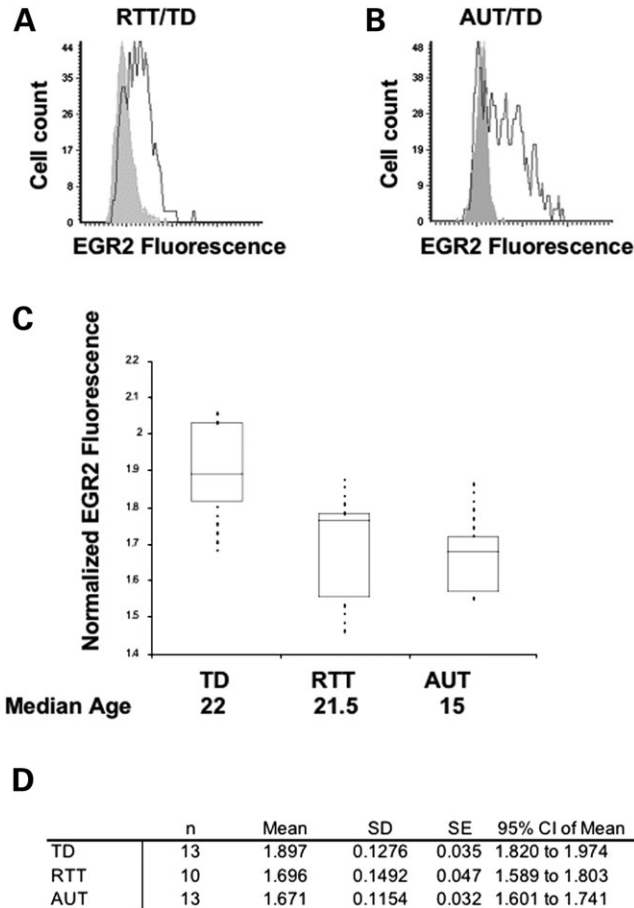 A
RTT/TD
44
35
26
17
8
0
Cell count
EGR2 Fluorescence
B
AUT/TD
48
38
28
19
9
0
Cell count
EGR2 Fluorescence
C
Normalized EGR2 Fluorescence
2.2
2.1
2
1.9
1.8
1.7
1.6
1.5
1.4
TD RTT AUT
Median Age 22 21.5 15
D
n Mean SD SE 95% CI of Mean
TD 13 1.897 0.1276 0.035 1.820 to 1.974
RTT 10 1.696 0.1492 0.047 1.589 to 1.803
AUT 13 1.671 0.1154 0.032 1.601 to 1.741